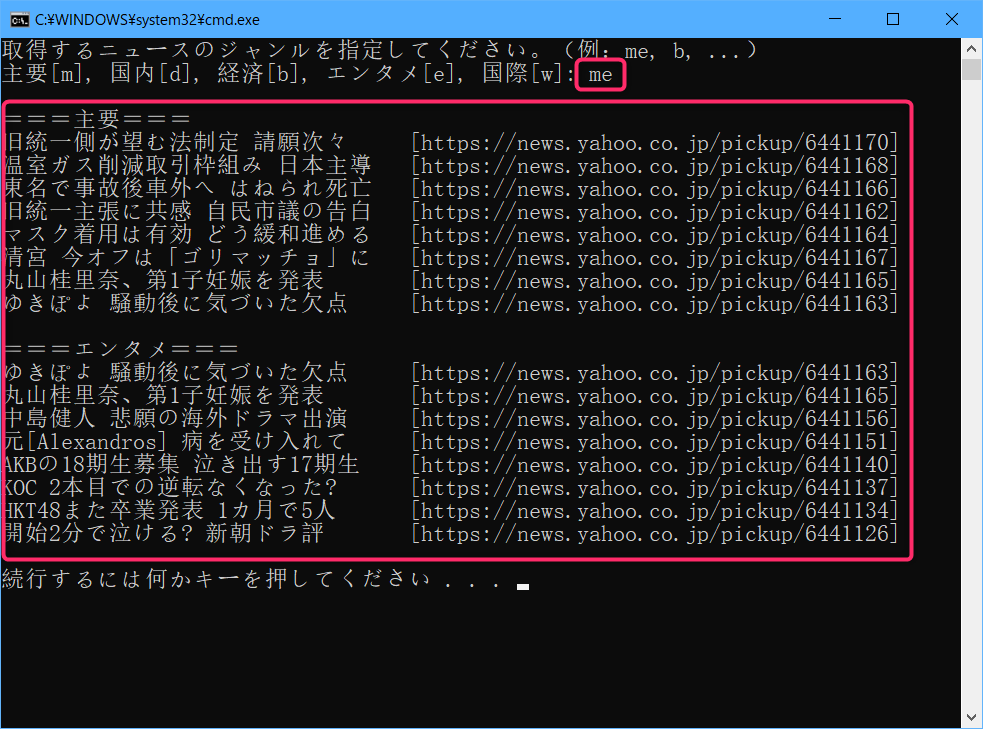 C:¥WINDOWS¥system32¥cmd.exe
取得するニュースのジャンルを指定してください。（例: me, b, ...）
主要[m], 国内[d], 経済[b], エンタメ[e], 国際[w]: me
===主要===
旧統一側が望む法制定 請願次々 [https://news.yahoo.co.jp/pickup/6441170]
温室ガス削減取引枠組み 日本主導 [https://news.yahoo.co.jp/pickup/6441168]
東名で事故後車外へ はねられ死亡 [https://news.yahoo.co.jp/pickup/6441166]
旧統一主張に共感 自民市議の告白 [https://news.yahoo.co.jp/pickup/6441162]
マスク着用は有効 どう緩和進める [https://news.yahoo.co.jp/pickup/6441164]
清宮 今オフは「ゴリマッチョ」に [https://news.yahoo.co.jp/pickup/6441167]
丸山桂里奈、第1子妊娠を発表 [https://news.yahoo.co.jp/pickup/6441165]
ゆきぽよ 騒動後に気づいた欠点 [https://news.yahoo.co.jp/pickup/6441163]
===エンタメ===
ゆきぽよ 騒動後に気づいた欠点 [https://news.yahoo.co.jp/pickup/6441163]
丸山桂里奈、第1子妊娠を発表 [https://news.yahoo.co.jp/pickup/6441165]
中島健人 悲願の海外ドラマ出演 [https://news.yahoo.co.jp/pickup/6441156]
元[Alexandros] 病を受け入れて [https://news.yahoo.co.jp/pickup/6441151]
AKBの18期生募集 泣き出す17期生 [https://news.yahoo.co.jp/pickup/6441140]
KOC 2本目での逆転なくなった? [https://news.yahoo.co.jp/pickup/6441137]
HKT48また卒業発表 1カ月で5人 [https://news.yahoo.co.jp/pickup/6441134]
開始2分で泣ける? 新朝ドラ評 [https://news.yahoo.co.jp/pickup/6441126]
続行するには何かキーを押してください . . .